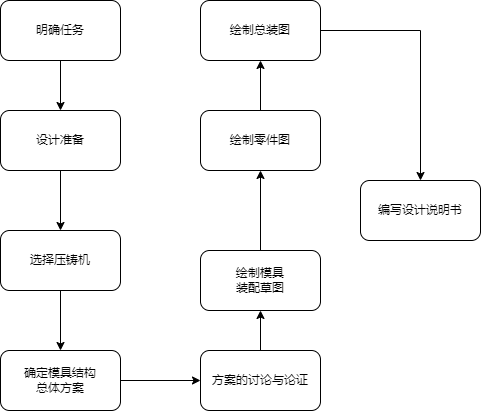 明确任务
设计准备
选择压铸机
确定模具结构
总体方案
方案的讨论与论证
绘制模具
装配草图
绘制零件图
绘制总装图
编写设计说明书